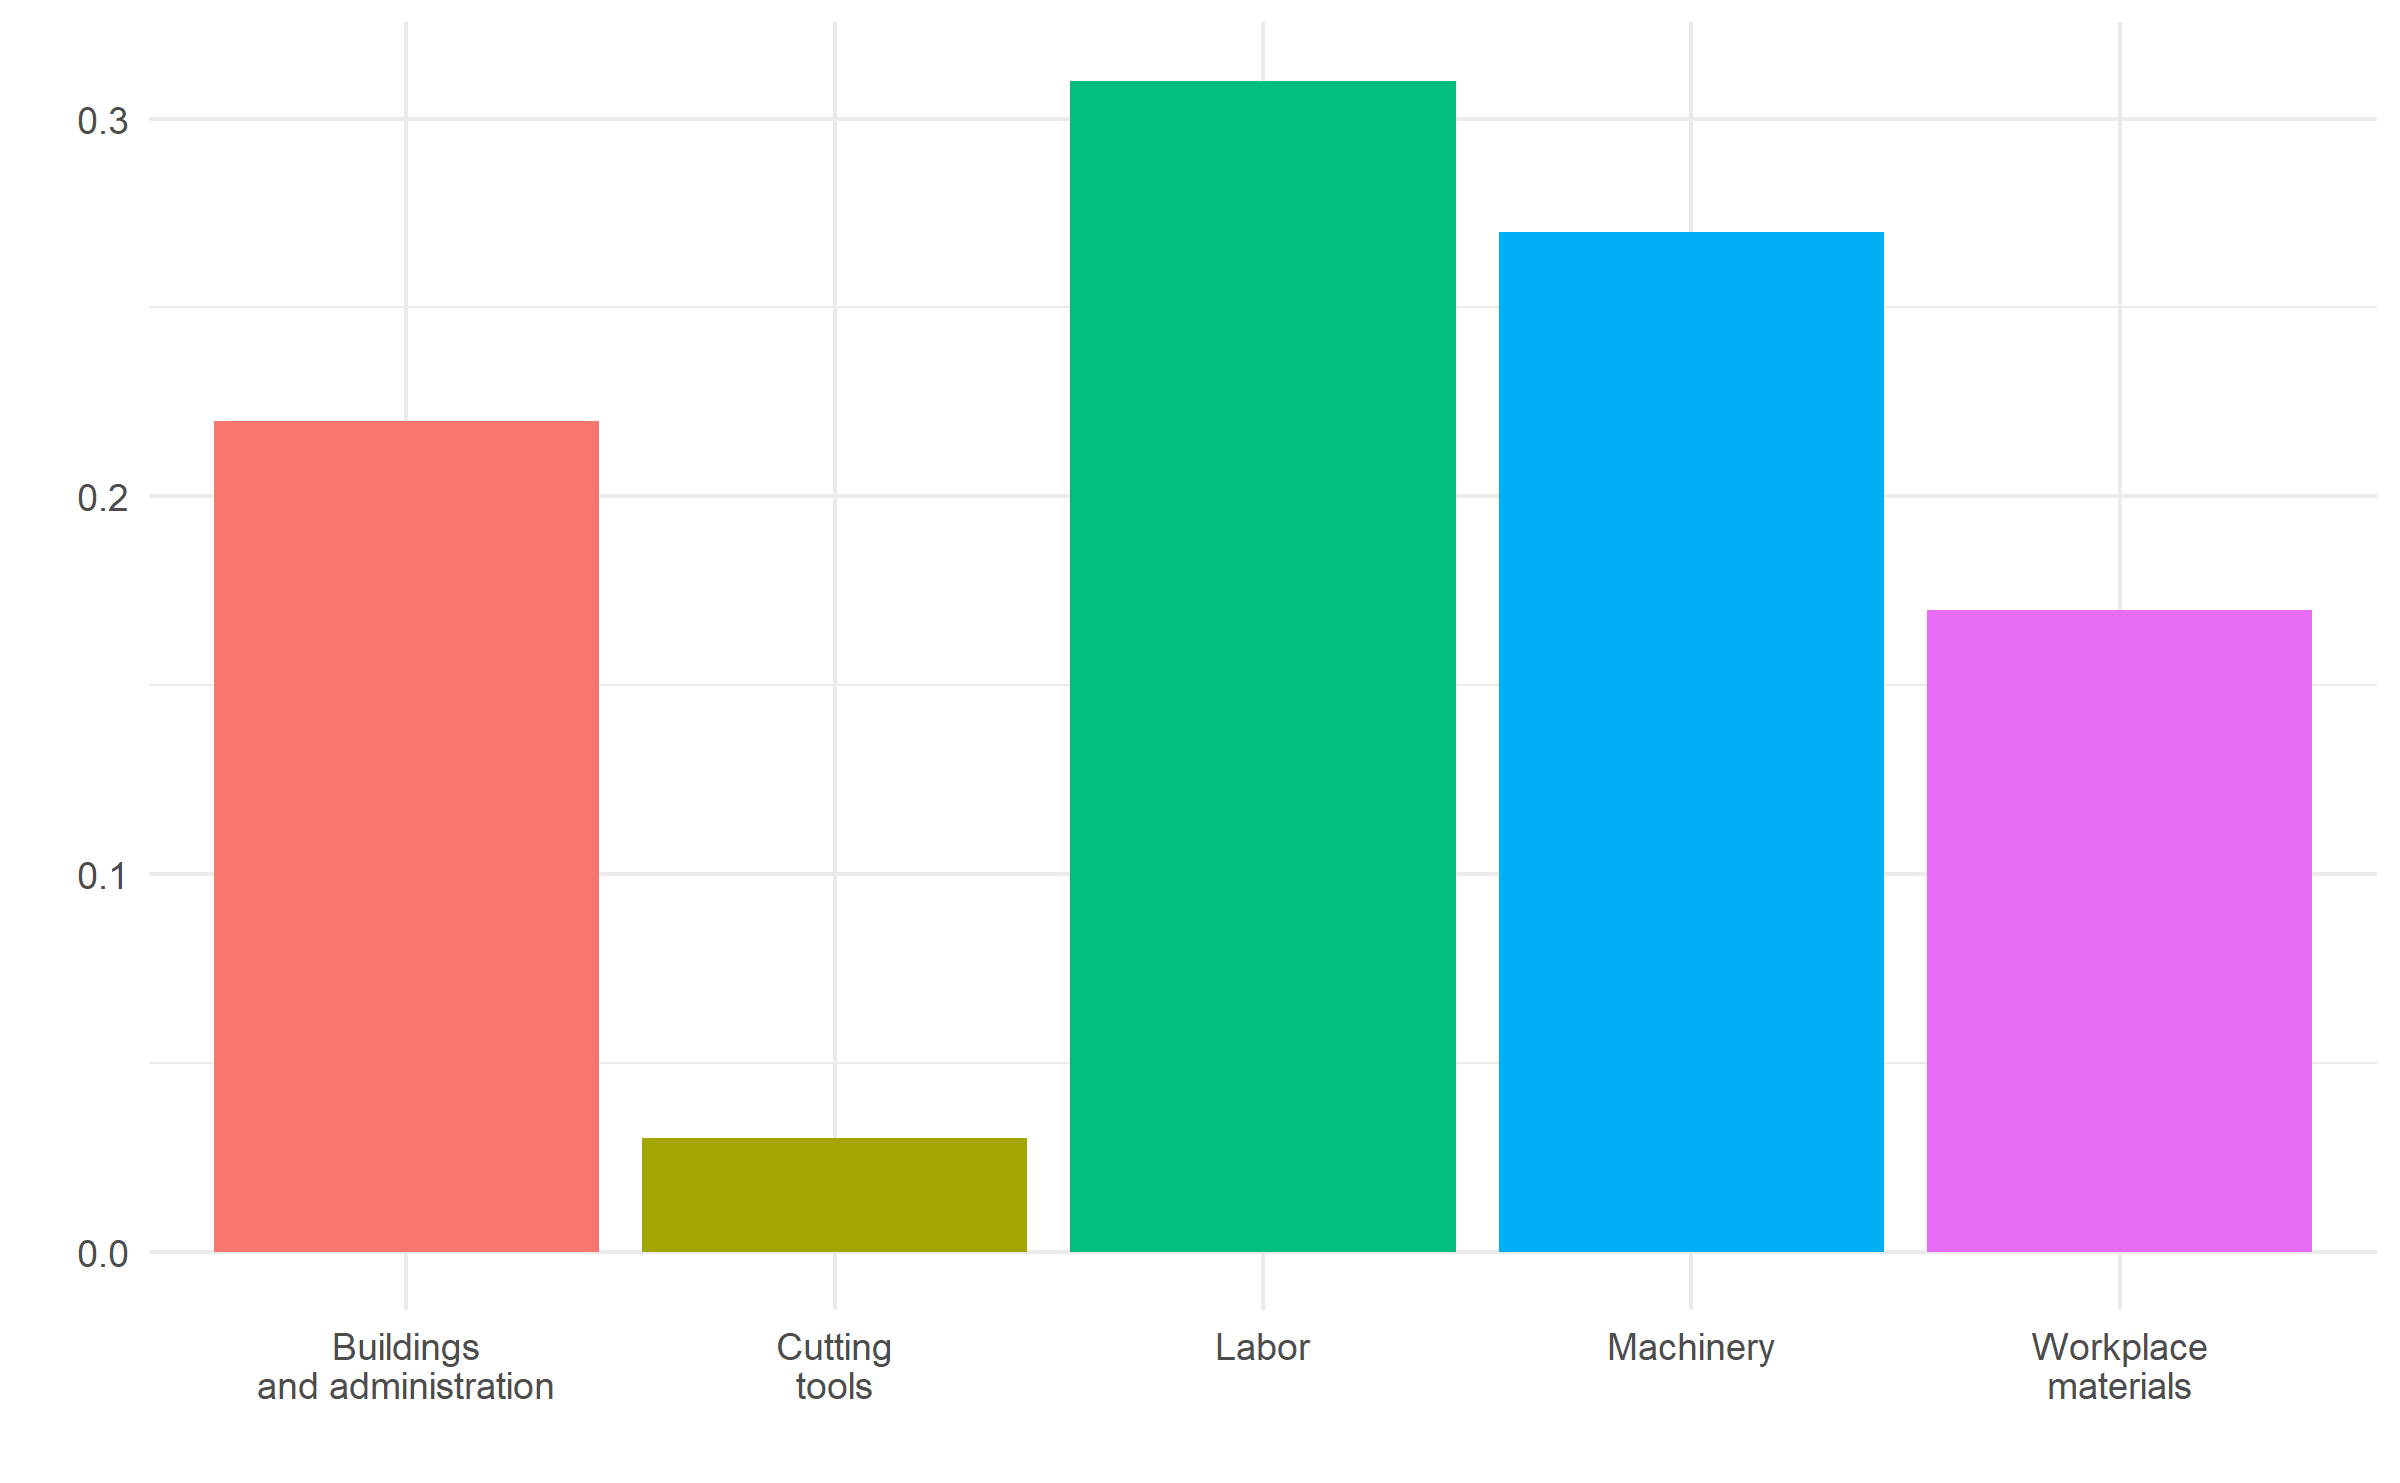 0.3
0.2
0.1
0.0
Buildings
and administration
Cutting
tools
Labor
Machinery
Workplace
materials